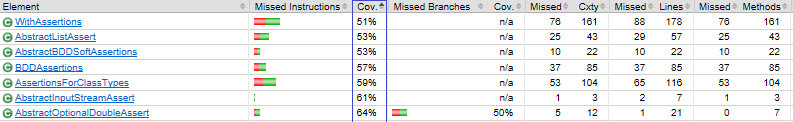 Element Missed Instructions Cov. Missed Branches Cov. Missed Cxty Missed Lines Missed Methods
WithAssertions 51% n/a 76 161 88 178 76 161
AbstractListAssert 53% n/a 25 43 29 57 25 43
AbstractBDDSoftAssertions 53% n/a 10 22 10 22 10 22
BDDAssertions 57% n/a 37 85 37 85 37 85
AssertionsForClassTypes 59% n/a 53 104 65 116 53 104
AbstractInputStreamAssert 61% n/a 1 3 2 7 1 3
AbstractOptionalDoubleAssert 64% 50% 5 12 1 21 0 7